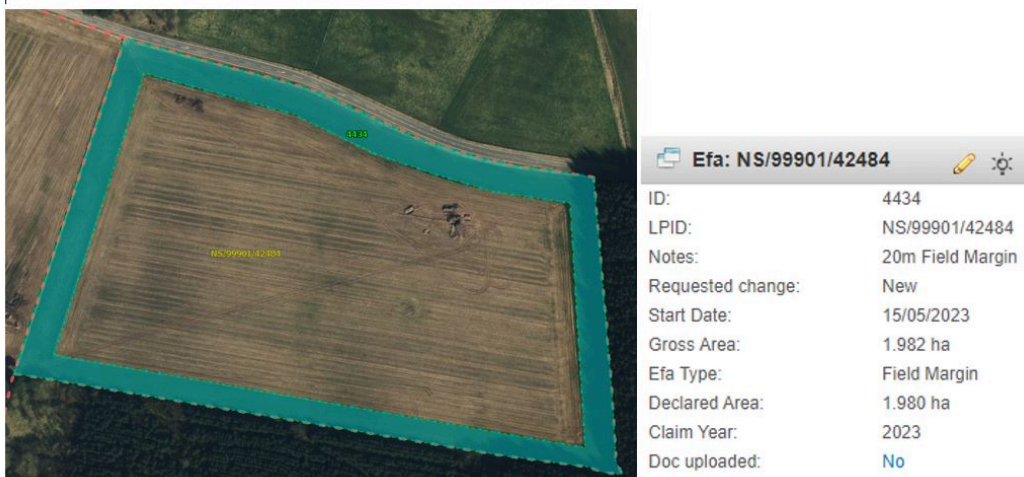 4434
NS/99901/42484
Efa: NS/99901/42484
ID: 4434
LPID: NS/99901/42484
Notes: 20m Field Margin
Requested change: New
Start Date: 15/05/2023
Gross Area: 1.982 ha
Efa Type: Field Margin
Declared Area: 1.980 ha
Claim Year: 2023
Doc uploaded: No